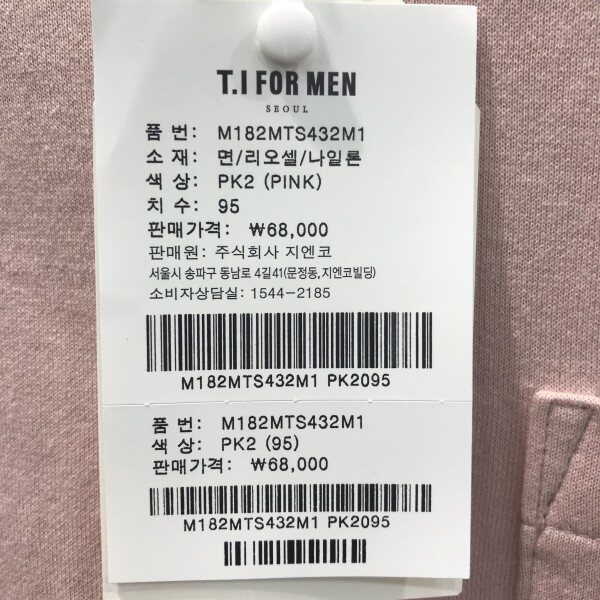 T.I FOR MEN
SEOUL
품 번: M182MTS432M1
소 재: 면/리오셀/나일론
색 상: PK2 (PINK)
치 수: 95
판매가격: ₩68,000
판매원: 주식회사 지엔코
서울시 송파구 동남로 4길41(문정동,지엔코빌딩)
소비자상담실: 1544-2185
M182MTS432M1 PK2095
품 번: M182MTS432M1
색 상: PK2 (95)
판매가격: ₩68,000
M182MTS432M1 PK2095